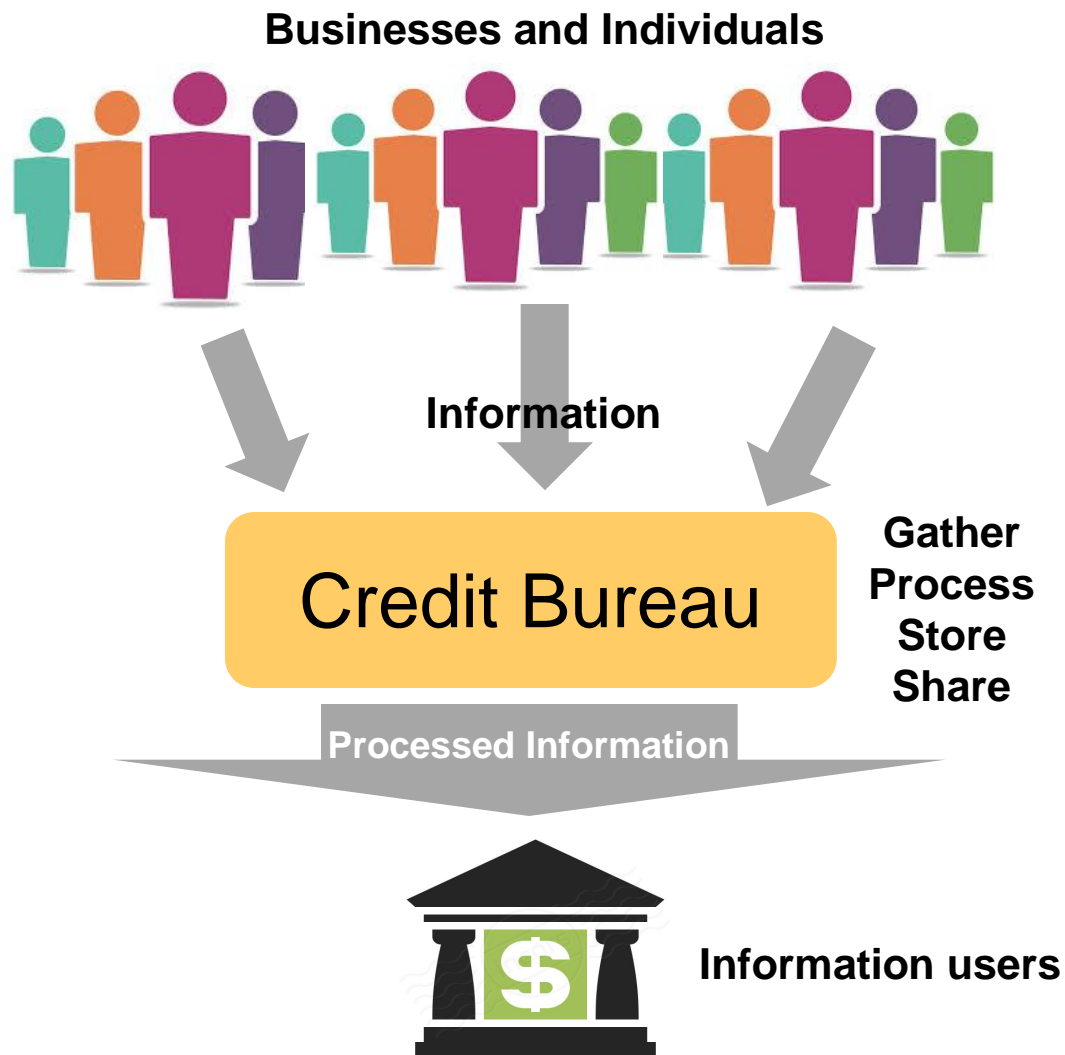 Businesses and Individuals
Information
Credit Bureau
Gather
Process
Store
Share
Processed Information
$
Information users